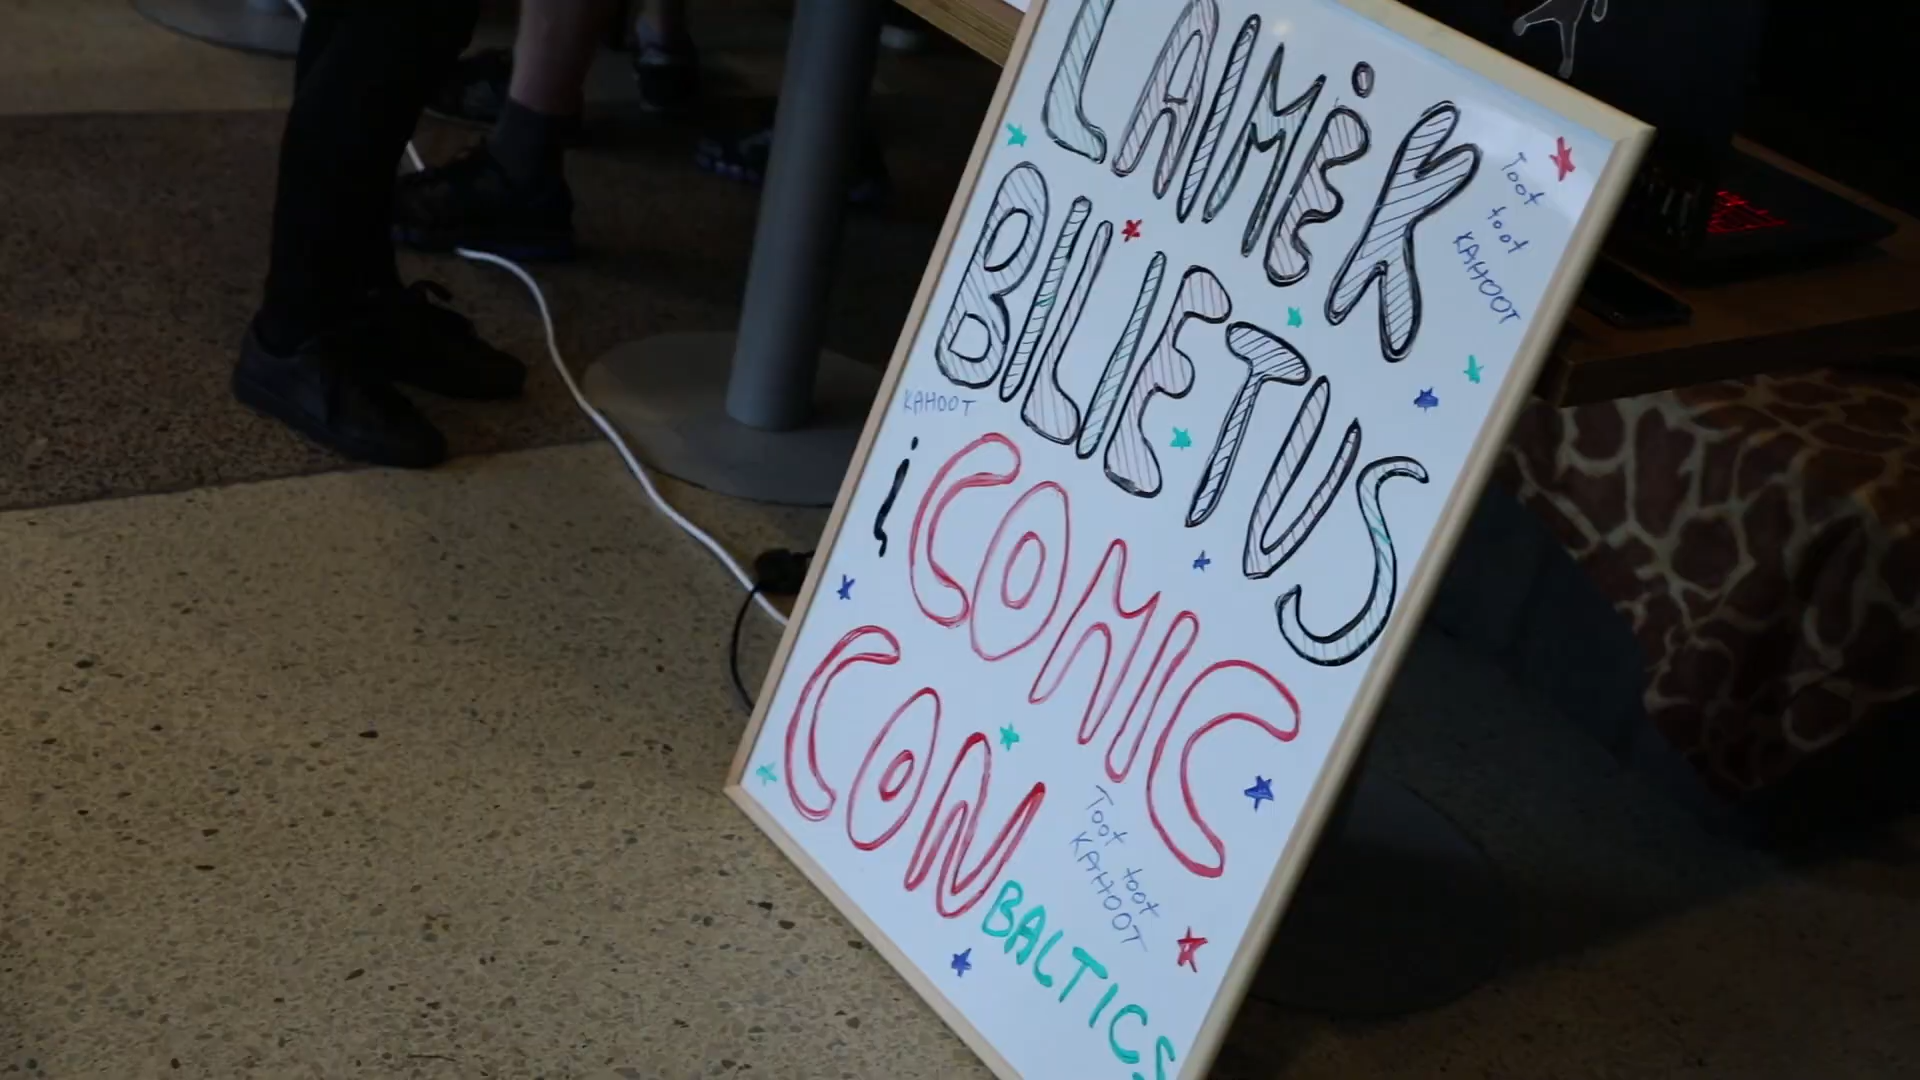 LAIMĖK
Toot
toot
KAHOOT
BILIETUS
KAHOOT
į COMIC
CON
Toot
toot
KAHOOT
BALTICS